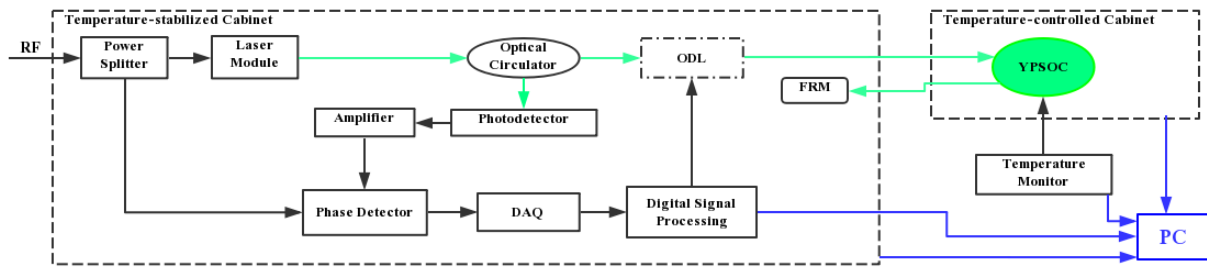 Temperature-stabilized Cabinet
Temperature-controlled Cabinet
RF
Power
Splitter
Laser
Module
Optical
Circulator
ODL
YPSOC
FRM
Amplifier
Photodetector
Temperature
Monitor
Phase Detector
DAQ
Digital Signal
Processing
PC